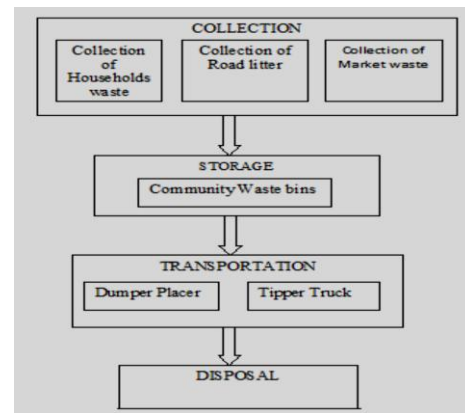 COLLECTION
Collection
of
Households
waste
Collection of
Road litter
Collection of
Market waste
STORAGE
Community Waste bins
TRANSPORTATION
Dumper Placer
Tipper Truck
DISPOSAL